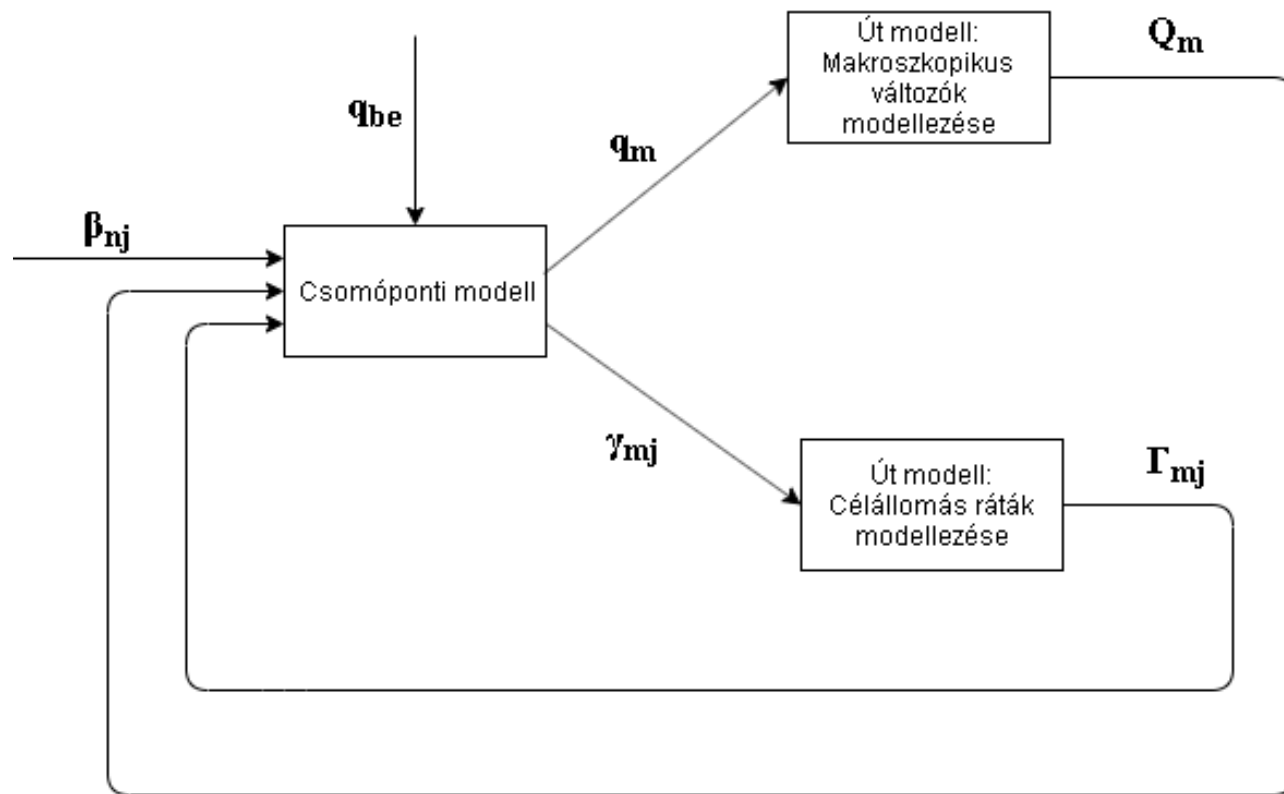 Út modell:
Makroszkopikus
változók
modellezése
Qm
qbe
qm
βnj
Csomóponti modell
γmj
Út modell:
Célállomás ráták
modellezése
Γmj